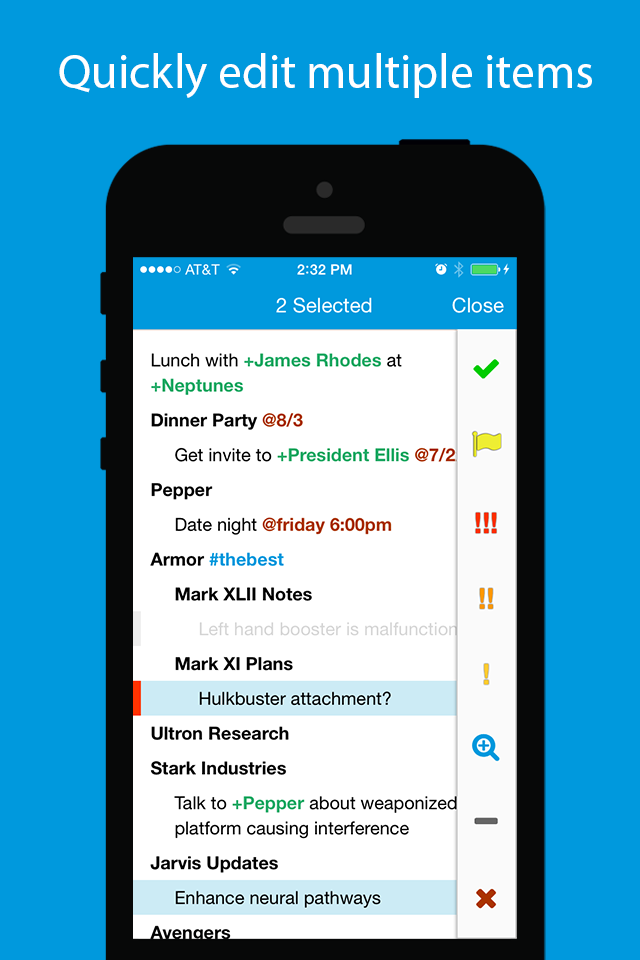 Quickly edit multiple items
AT&T
2:32 PM
2 Selected
Close
Lunch with +James Rhodes at
+Neptunes
Dinner Party @8/3
Get invite to +President Ellis @7/2
Pepper
Date night @friday 6:00pm
Armor #thebest
Mark XLII Notes
Left hand booster is malfunction
Mark XI Plans
Hulkbuster attachment?
Ultron Research
Stark Industries
Talk to +Pepper about weaponized
platform causing interference
Jarvis Updates
Enhance neural pathways
Avengers